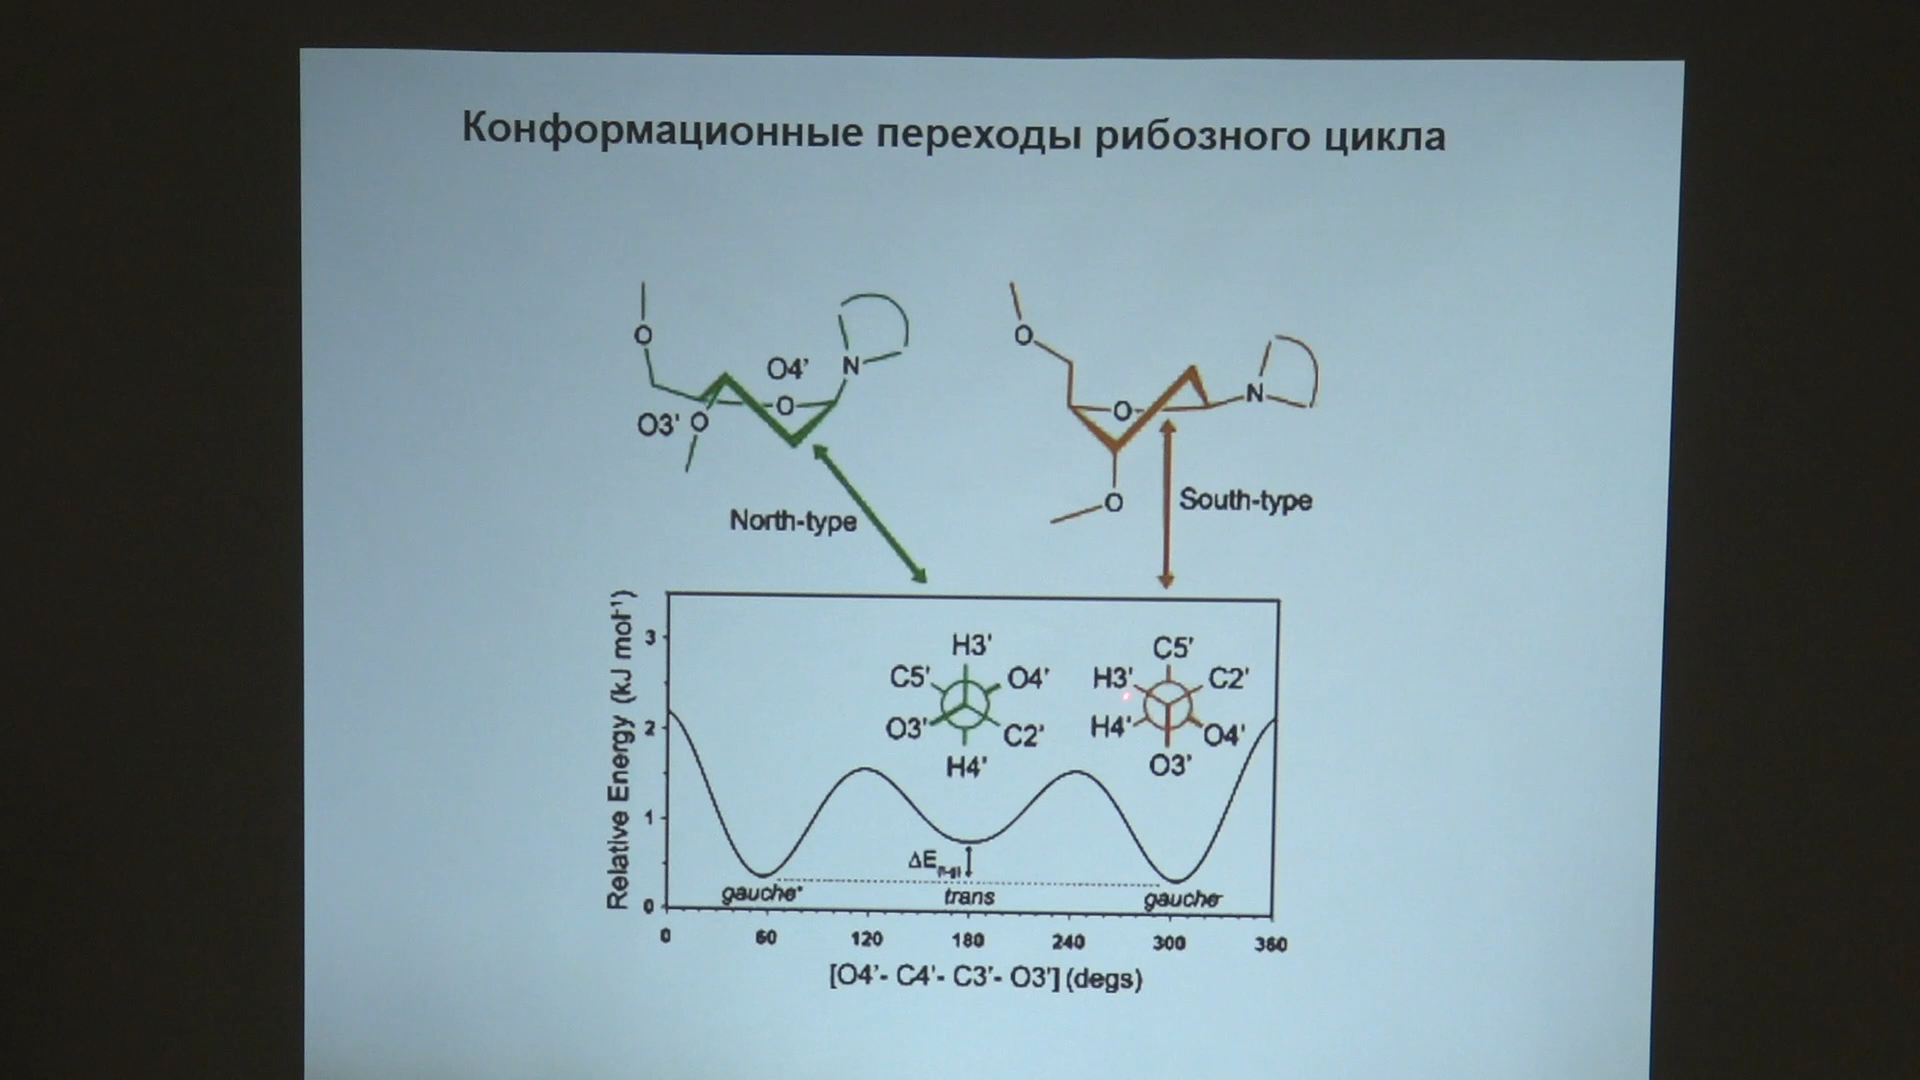 Конформационные переходы рибозного цикла
O
O4'
N
O3' O
O
O
N
O
North-type
South-type
Relative Energy (kJ mol-1)
3
2
1
0
H3'
C5'
O4'
O3'
C2'
H4'
C5'
H3'
C2'
H4'
O4'
O3'
gauche+
trans
gauche-
0 60 120 180 240 300 360
[O4'- C4'- C3'- O3'] (degs)